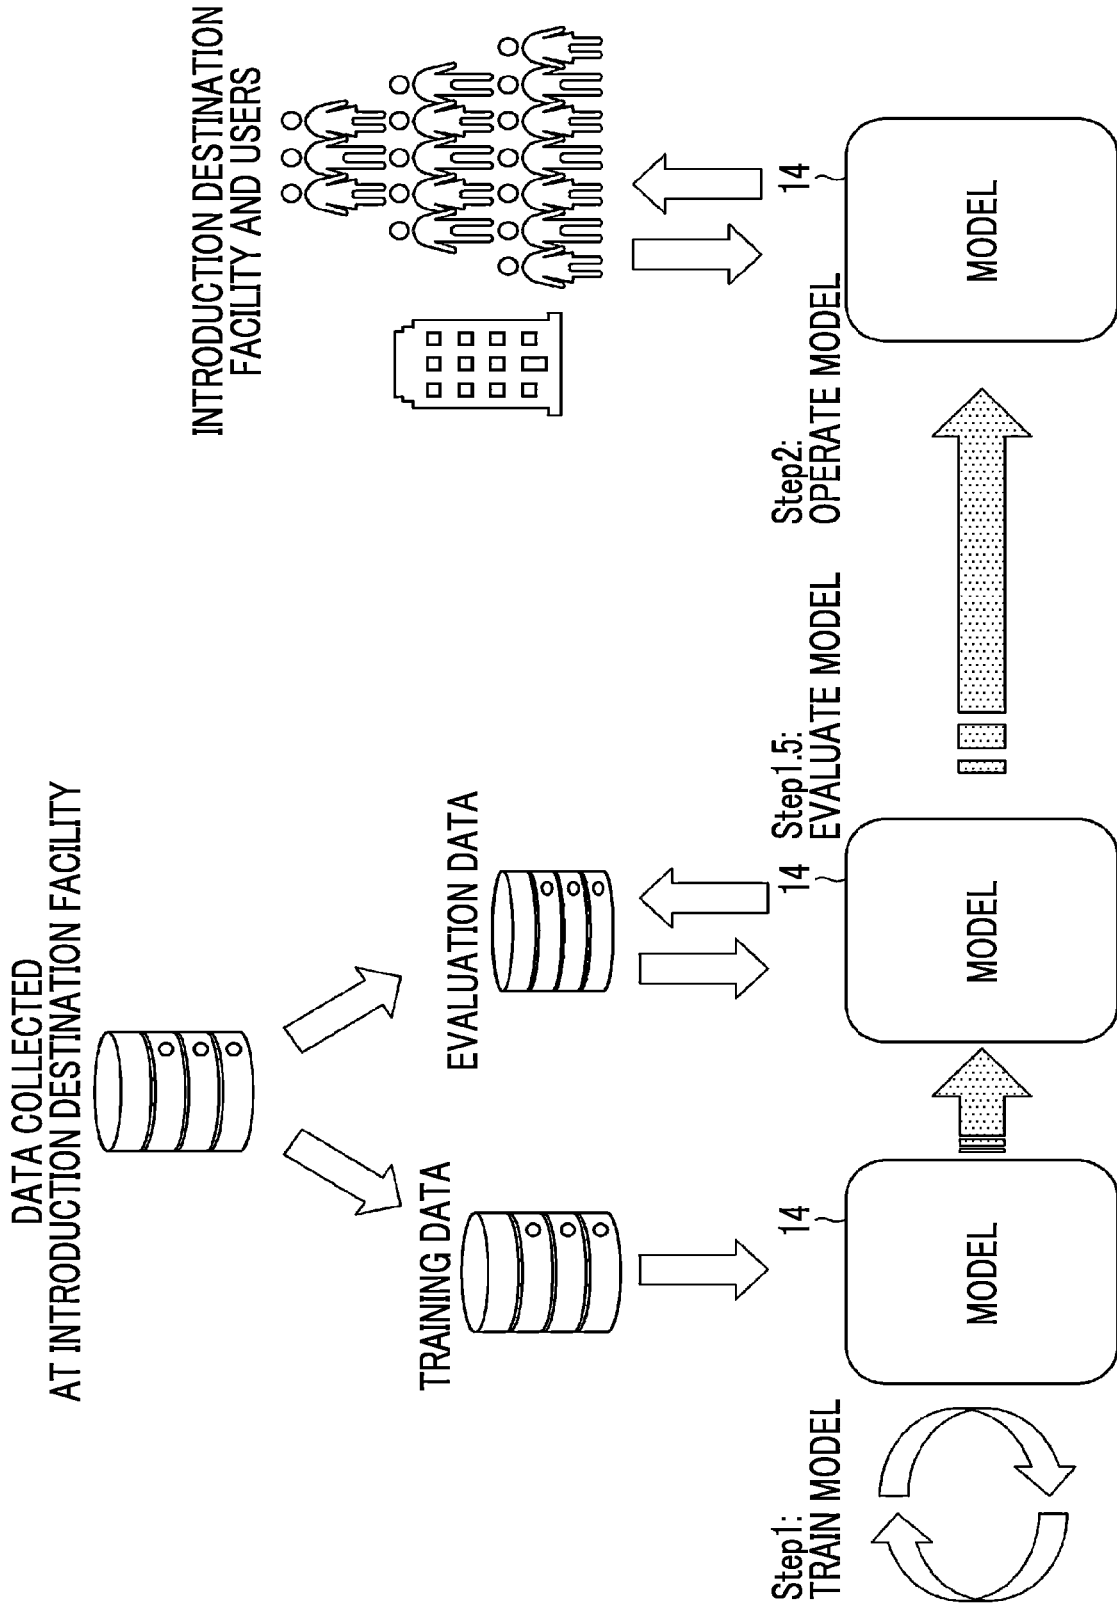 DATA COLLECTED
AT INTRODUCTION DESTINATION FACILITY
INTRODUCTION DESTINATION
FACILITY AND USERS
TRAINING DATA
EVALUATION DATA
Step1:
TRAIN MODEL
14
MODEL
Step1.5:
EVALUATE MODEL
14
MODEL
Step2:
OPERATE MODEL
14
MODEL